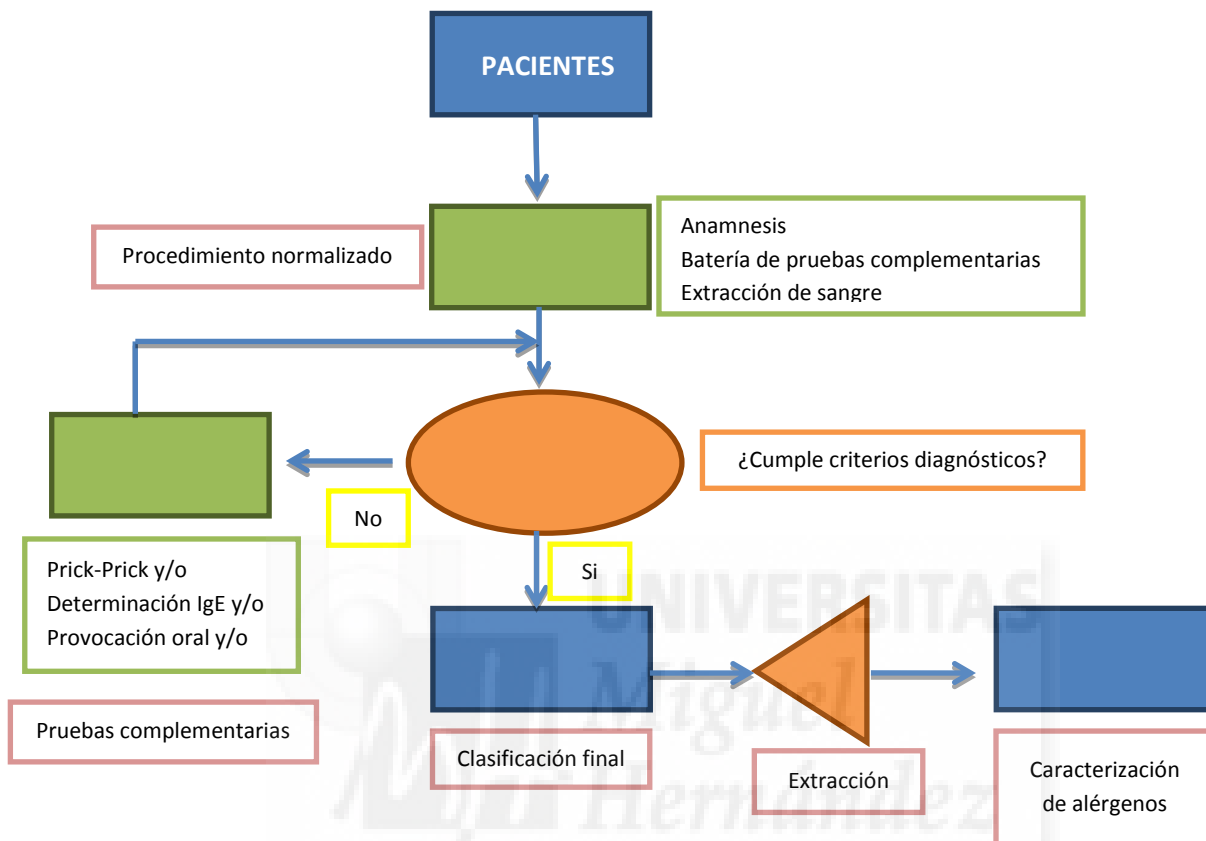 PACIENTES
Procedimiento normalizado
Anamnesis
Batería de pruebas complementarias
Extracción de sangre
¿Cumple criterios diagnósticos?
No
Si
Prick-Prick y/o
Determinación IgE y/o
Provocación oral y/o
Pruebas complementarias
Clasificación final
Extracción
Caracterización
de alérgenos
UNIVERSITAS
Miguel
Hernández